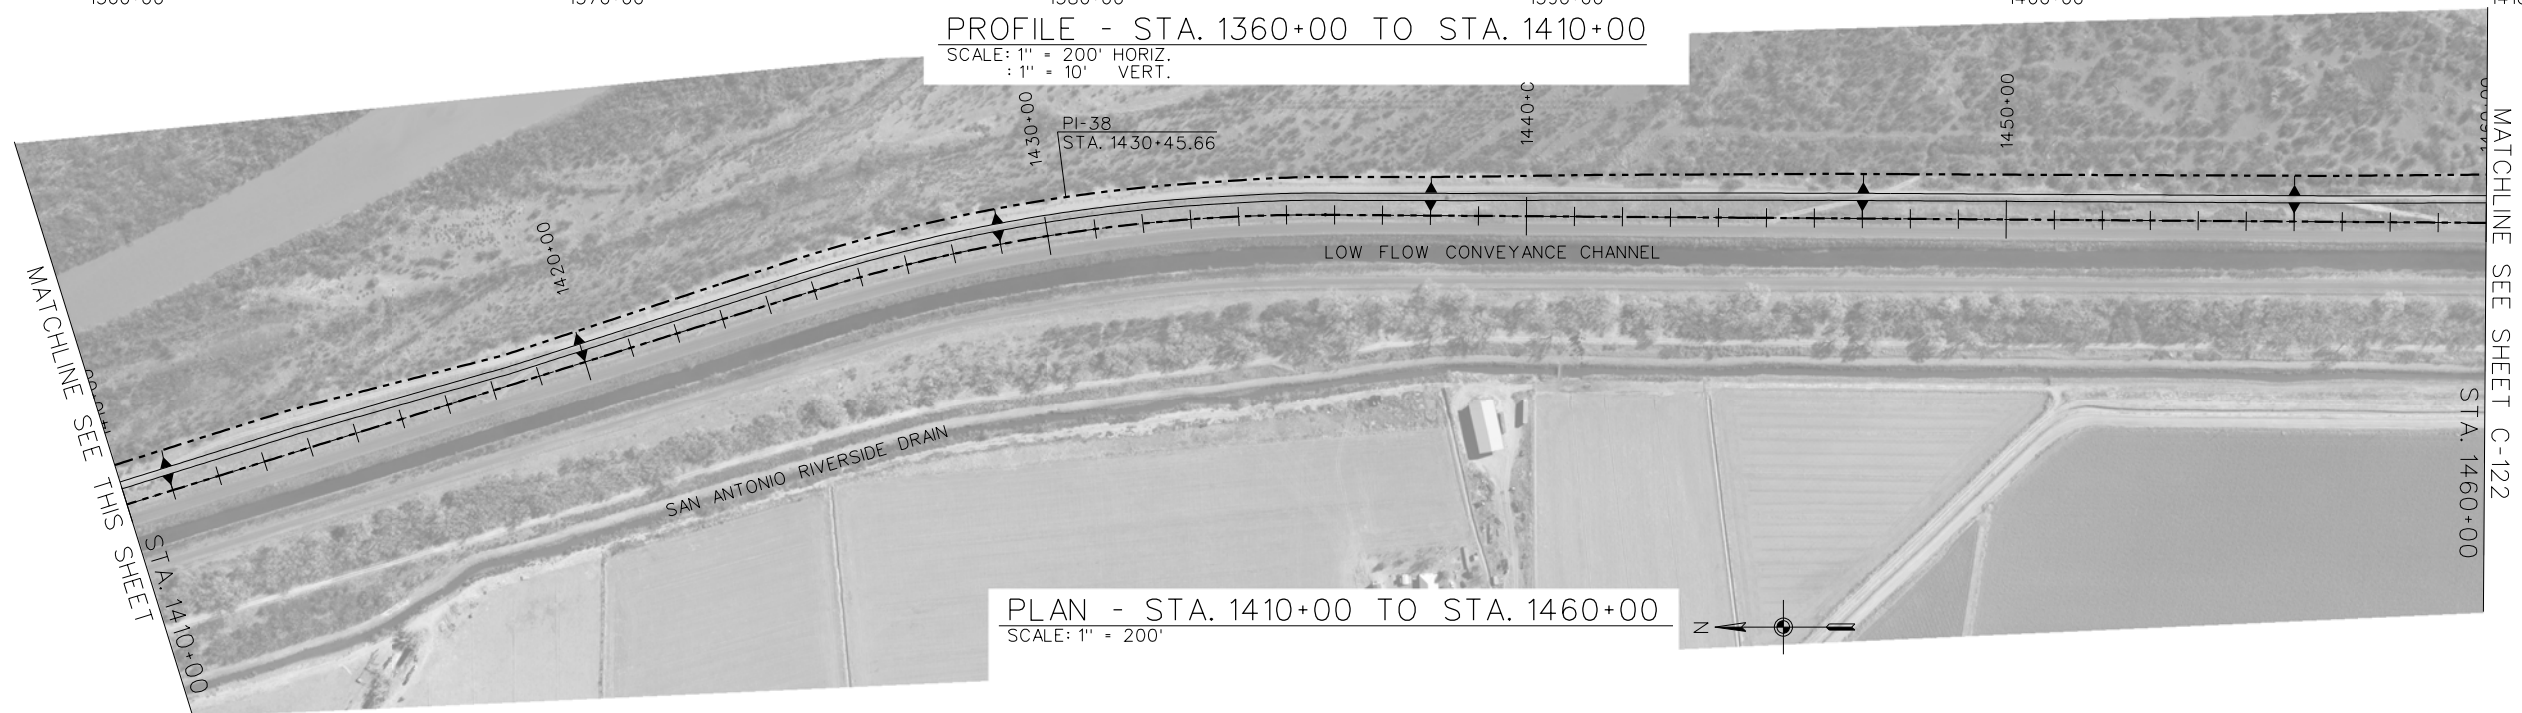 PROFILE - STA. 1360+00 TO STA. 1410+00
SCALE: 1" = 200' HORIZ.
: 1" = 10' VERT.
1430+00
PI-38
STA. 1430+45.66
1440+0
1450+00
1420+00
LOW FLOW CONVEYANCE CHANNEL
SAN ANTONIO RIVERSIDE DRAIN
MATCHLINE SEE THIS SHEET
STA. 1410+00
MATCHLINE SEE SHEET C-122
STA. 1460+00
PLAN - STA. 1410+00 TO STA. 1460+00
SCALE: 1" = 200'
N